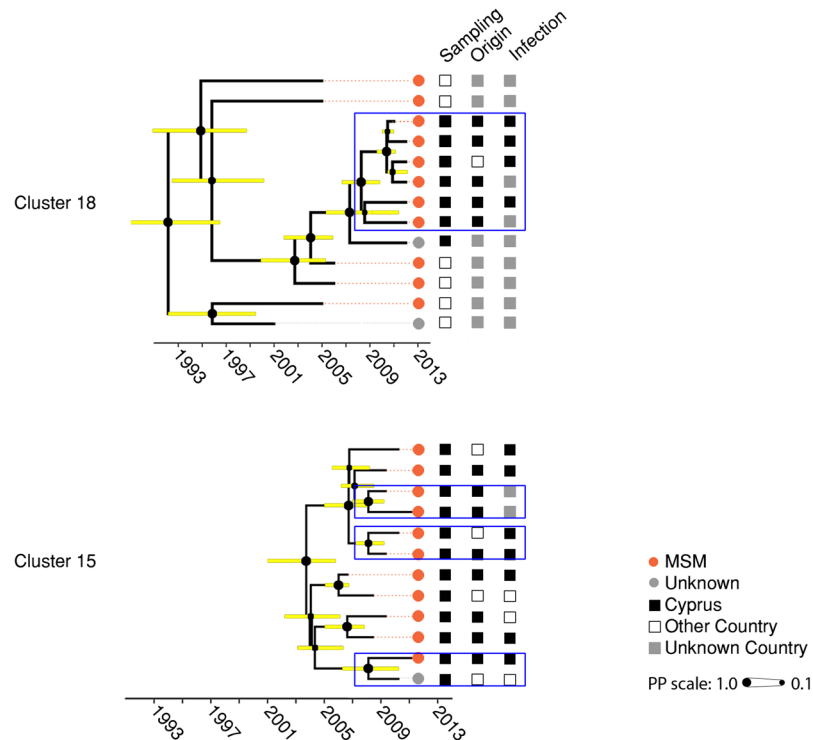 Sampling
Origin
Infection
Cluster 18
1993
1997
2001
2005
2009
2013
Cluster 15
1993
1997
2001
2005
2009
2013
MSM
Unknown
Cyprus
Other Country
Unknown Country
PP scale: 1.0 0.1